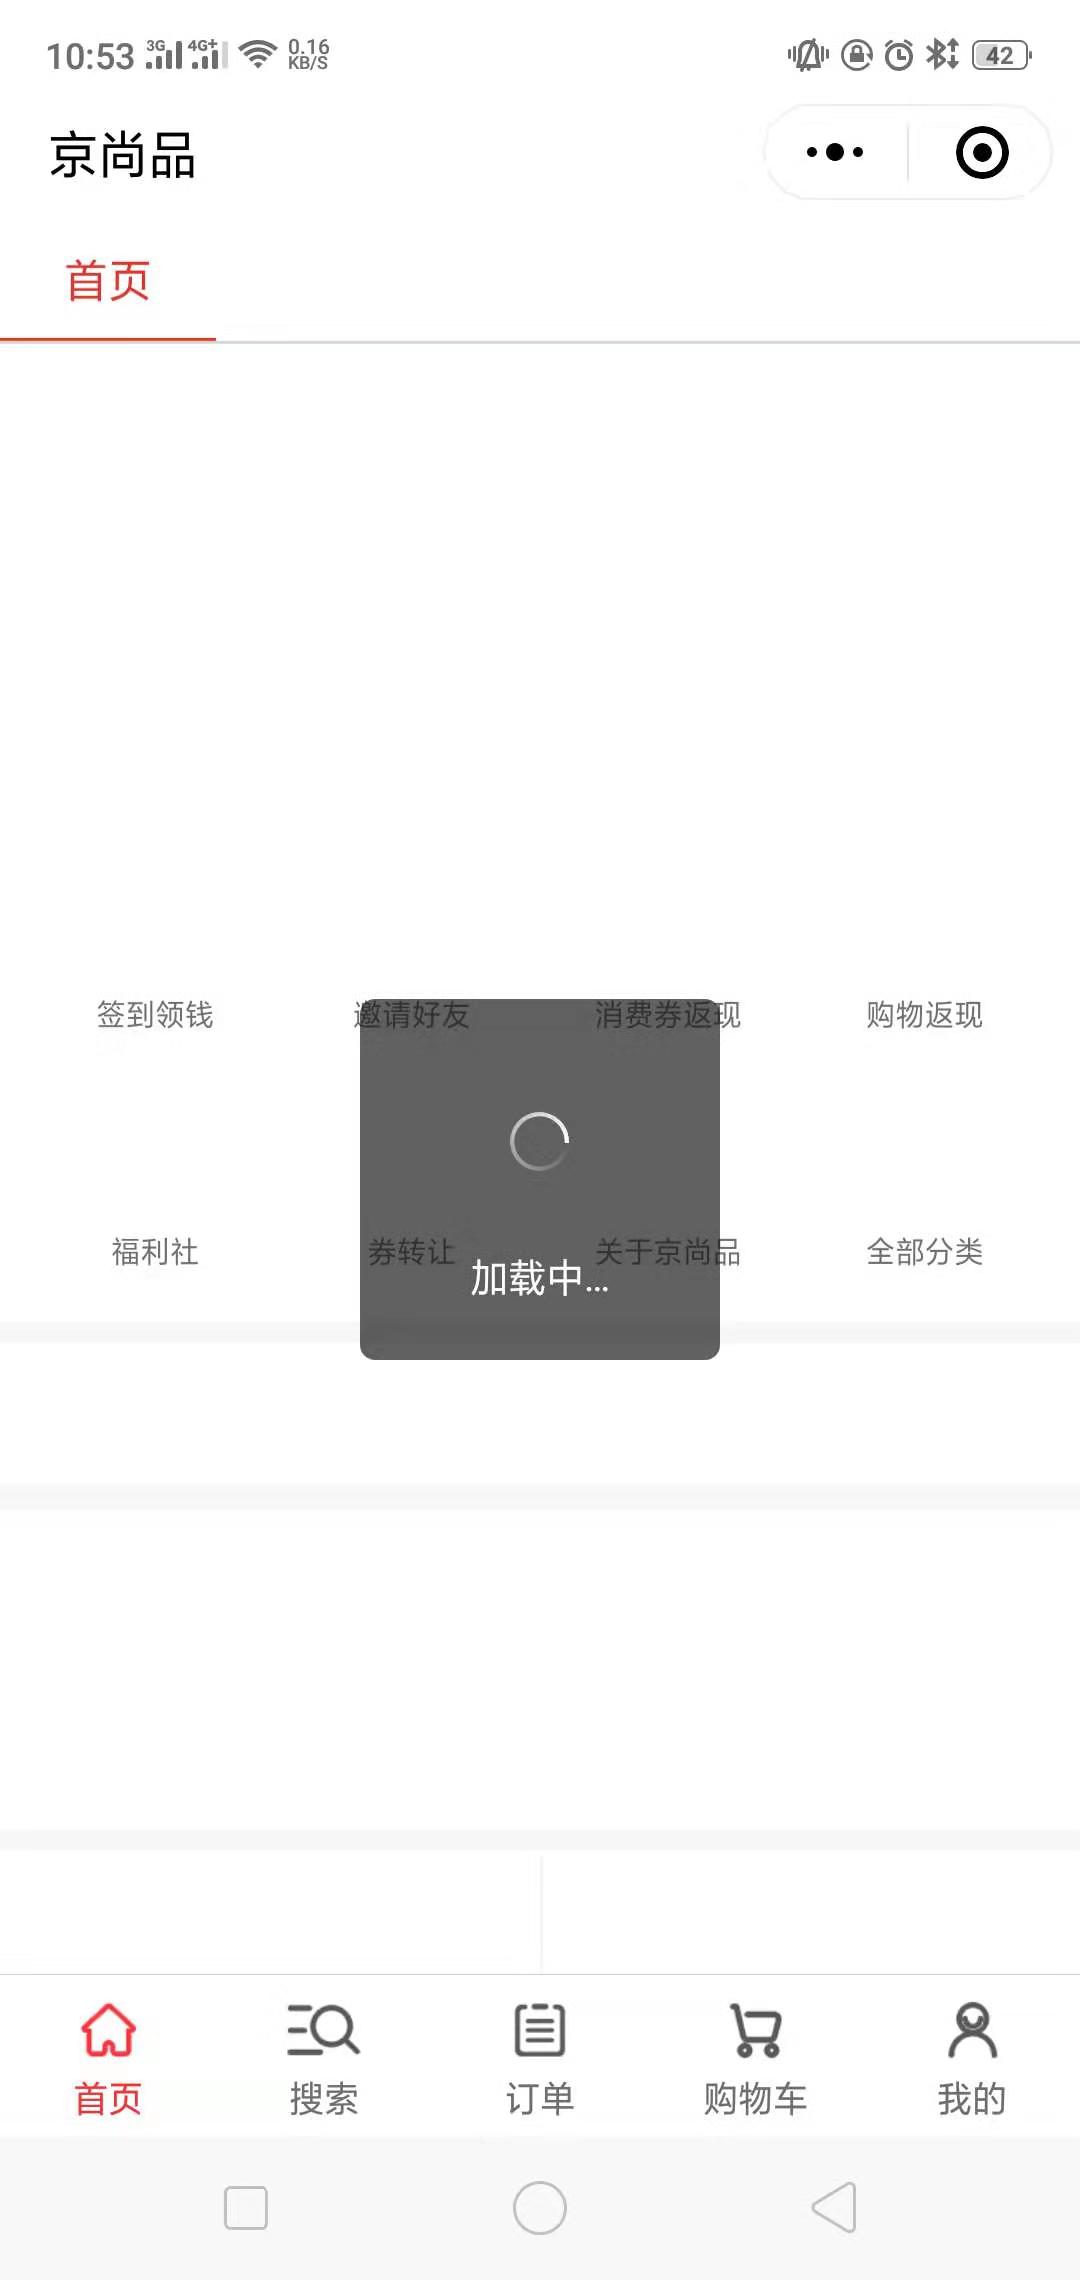 10:53 3G 4G+ 0.16 KB/S 42
京尚品
首页
签到领钱 邀请好友 消费券返现 购物返现
福利社 券转让 关于京尚品 全部分类
加载中...
首页 搜索 订单 购物车 我的